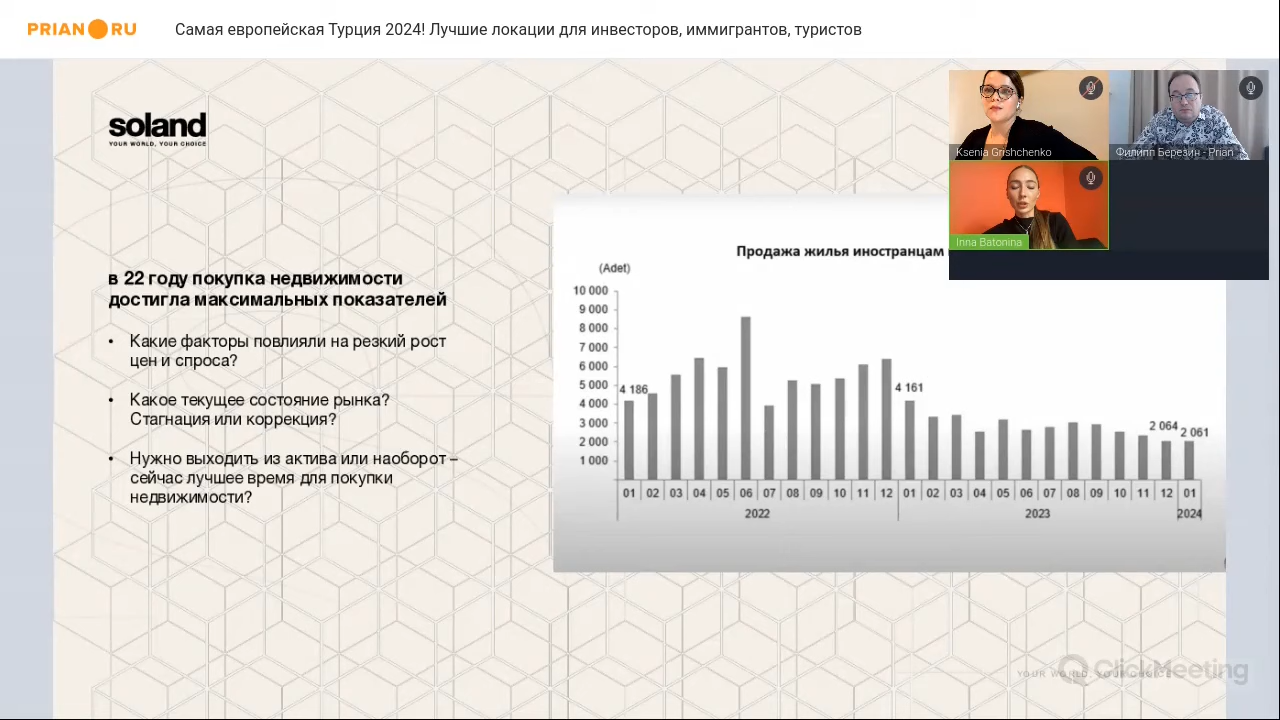 PRIAN RU
Самая европейская Турция 2024! Лучшие локации для инвесторов, иммигрантов, туристов
Ksenia Grishchenko
Филипп Березин - Prian
Inna Batonina
soland
YOUR WORLD, YOUR CHOICE
в 22 году покупка недвижимости
достигла максимальных показателей
• Какие факторы повлияли на резкий рост
цен и спроса?
• Какое текущее состояние рынка?
Стагнация или коррекция?
• Нужно выходить из актива или наоборот –
сейчас лучшее время для покупки
недвижимости?
Продажа жилья иностранцам
(Adet)
10 000
9 000
8 000
7 000
6 000
5 000
4 000
3 000
2 000
1 000
4 186
4 161
2 064
2 061
01 02 03 04 05 06 07 08 09 10 11 12 01 02 03 04 05 06 07 08 09 10 11 12 01
2022 2023 2024
YOUR WORLD, YOUR CHOICE
ClickMeeting